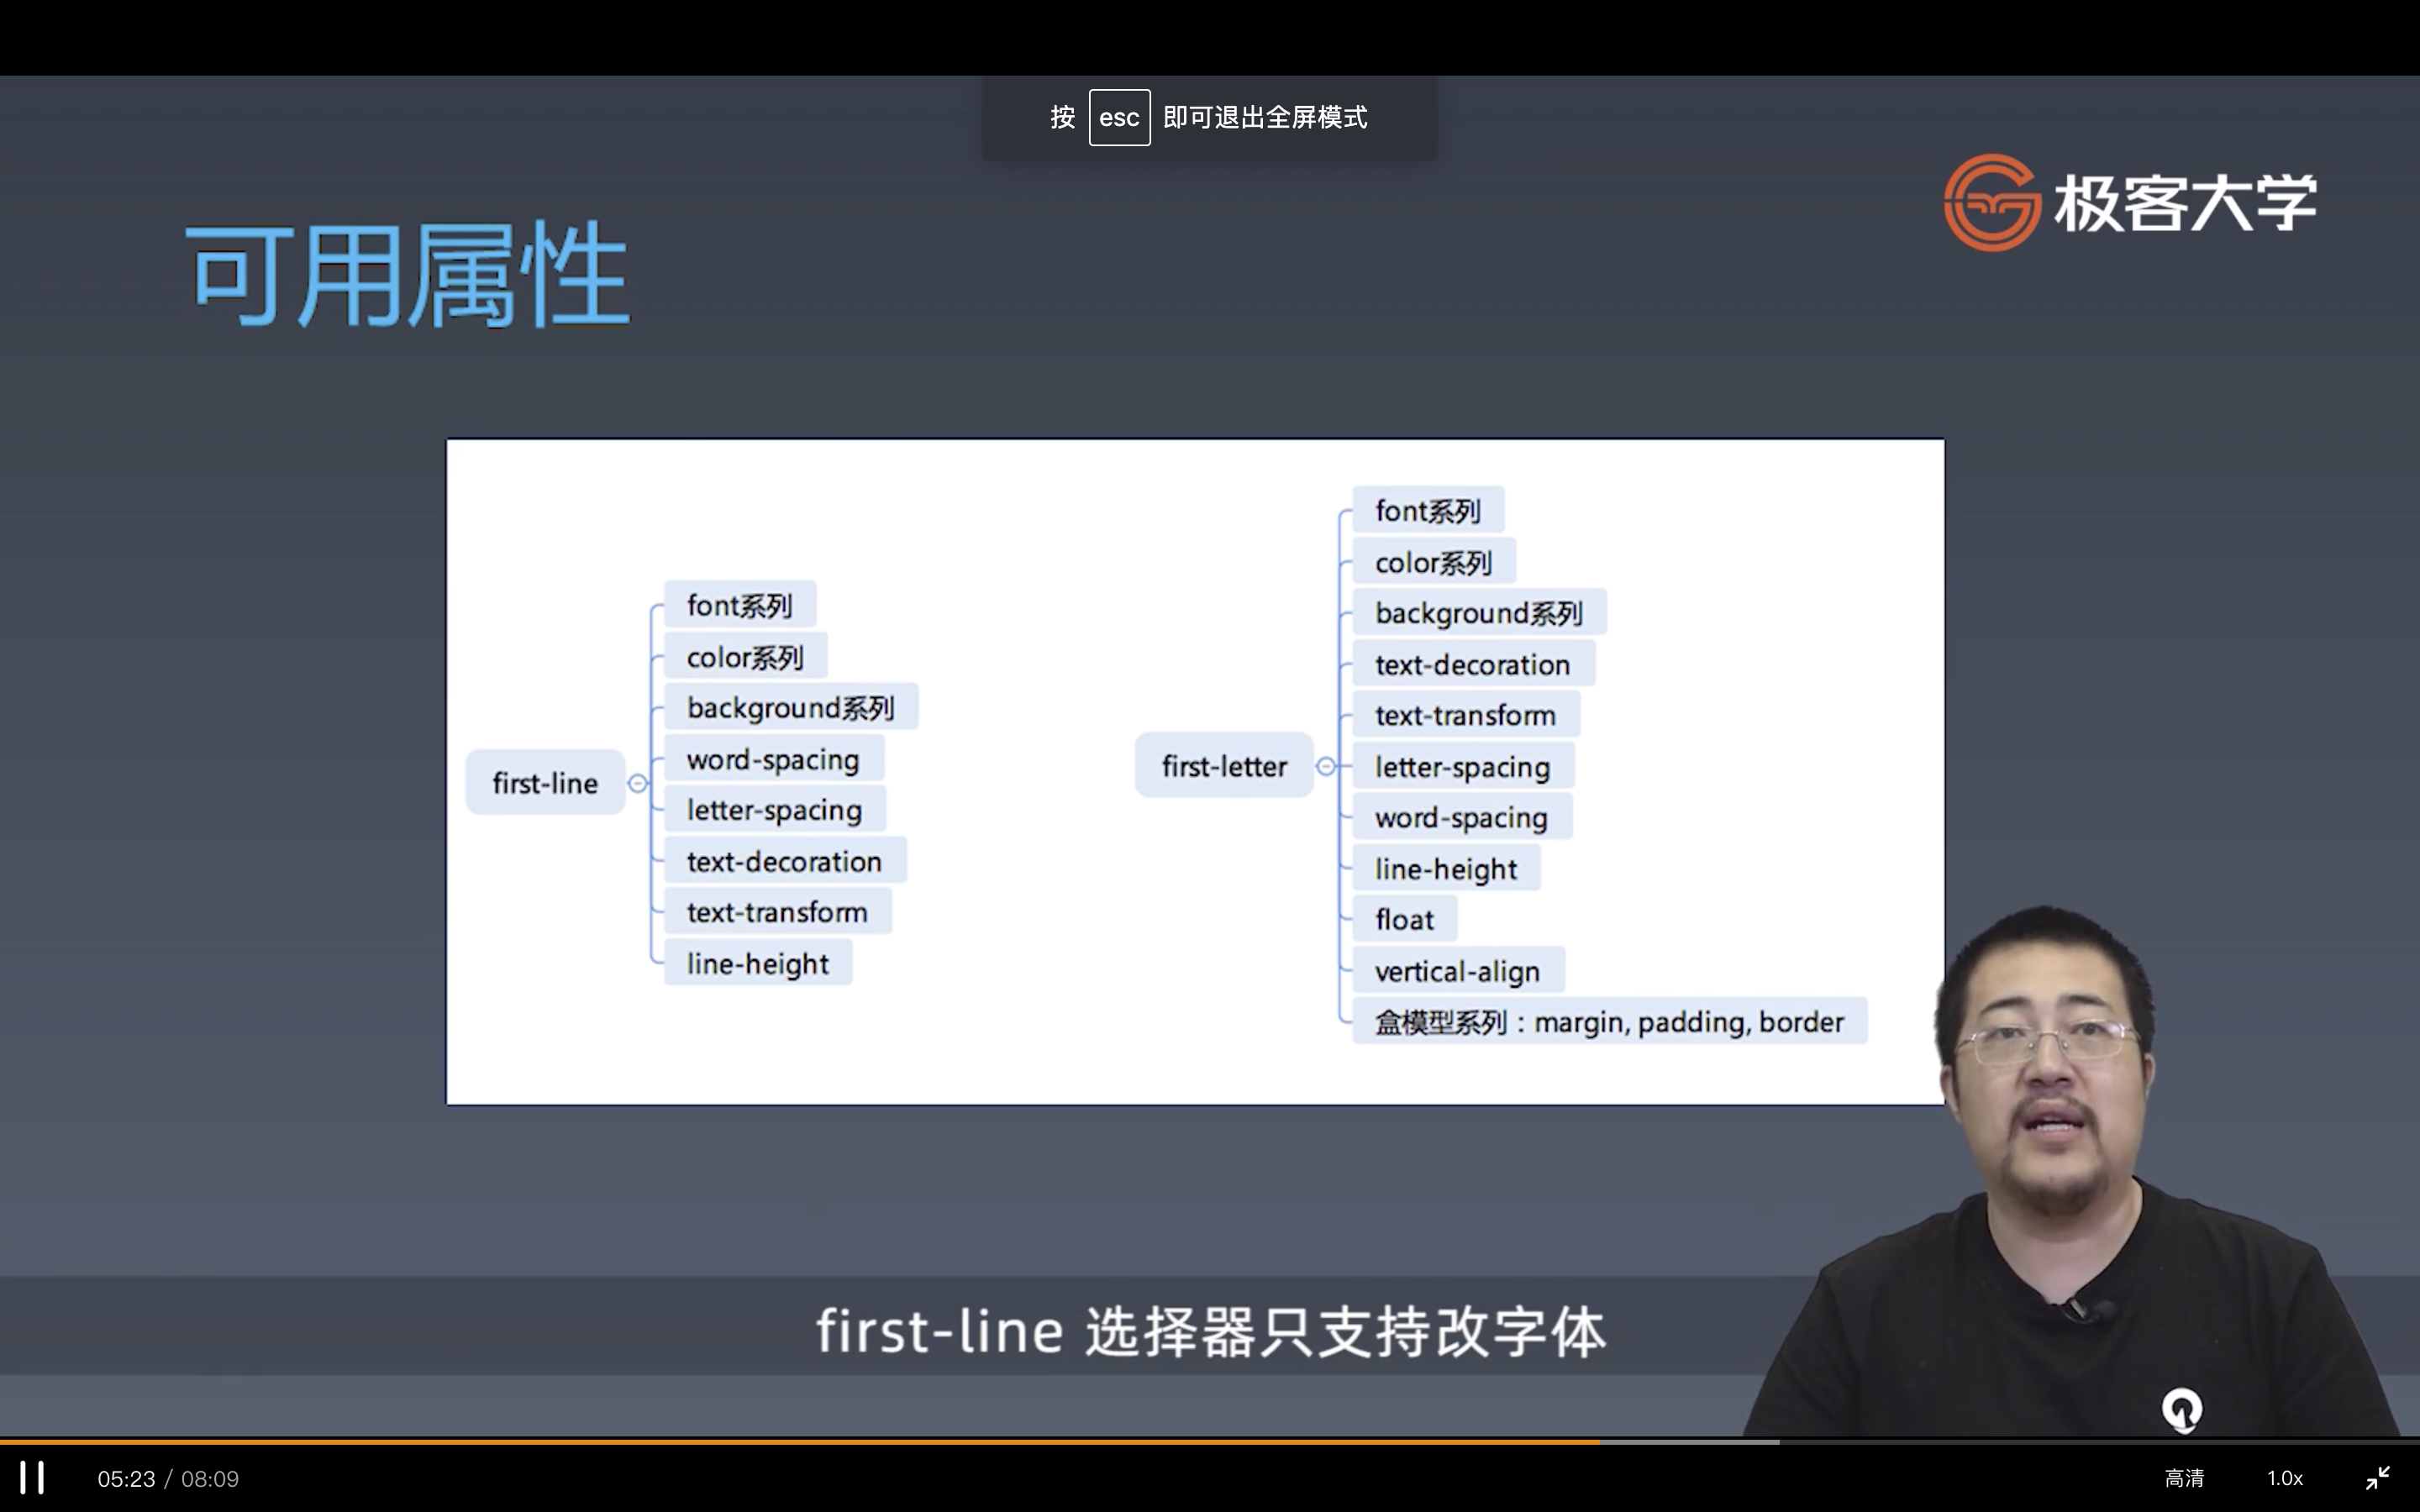 按 esc 即可退出全屏模式
极客大学
可用属性
first-line
font系列
color系列
background系列
word-spacing
letter-spacing
text-decoration
text-transform
line-height
first-letter
font系列
color系列
background系列
text-decoration
text-transform
letter-spacing
word-spacing
line-height
float
vertical-align
盒模型系列：margin, padding, border
first-line 选择器只支持改字体
05:23 / 08:09
高清
1.0x